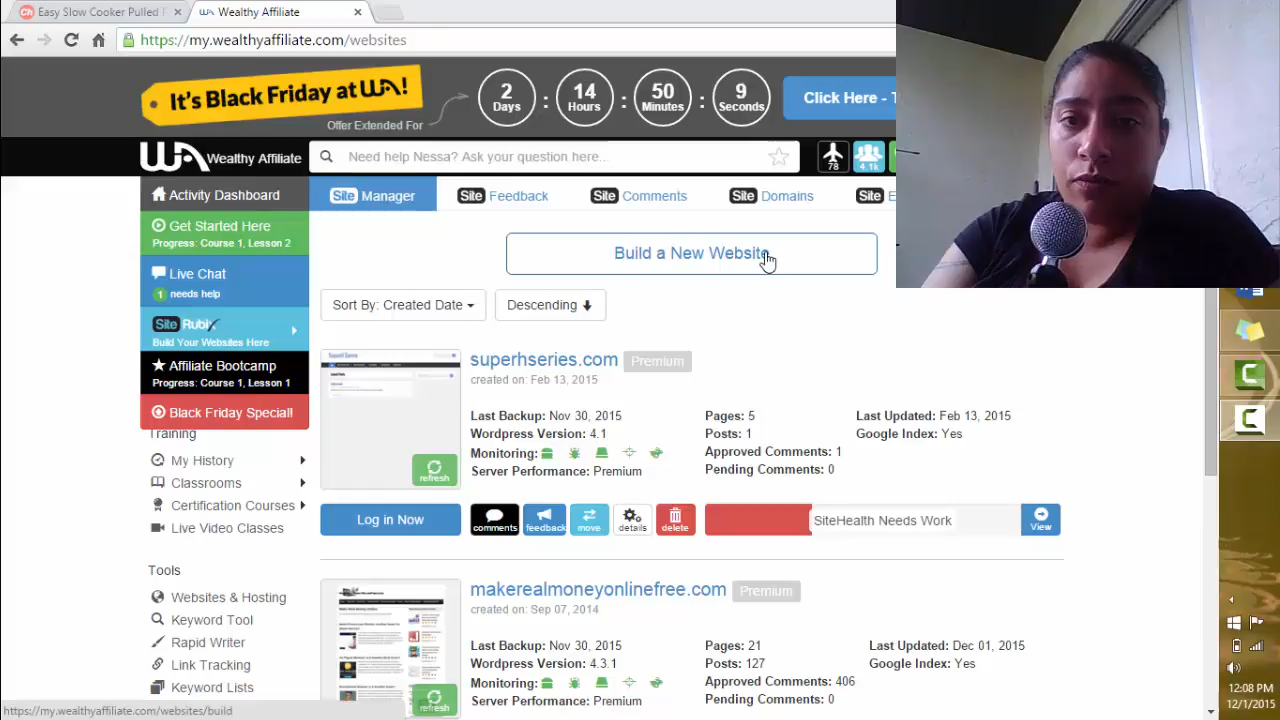 Easy Slow Cooker Pulled
Wealthy Affiliate
https://my.wealthyaffiliate.com/websites
It's Black Friday at WA!
Offer Extended For
2 Days : 14 Hours : 50 Minutes : 9 Seconds
Click Here -
WA Wealthy Affiliate
Need help Nessa? Ask your question here...
78
4.1k
Activity Dashboard
Site Manager
Site Feedback
Site Comments
Site Domains
Site
Get Started Here
Progress: Course 1, Lesson 2
Live Chat
1 needs help
Site Rubix
Build Your Websites Here
Affiliate Bootcamp
Progress: Course 1, Lesson 1
Black Friday Special!
Training
My History
Classrooms
Certification Courses
Live Video Classes
Tools
Websites & Hosting
Keyword Tool
Rapid Writer
Link Tracking
Keyword Lists
Build a New Website
Sort By: Created Date
Descending
superhseries.com Premium
created on: Feb 13, 2015
Last Backup: Nov 30, 2015
Pages: 5
Last Updated: Feb 13, 2015
Wordpress Version: 4.1
Posts: 1
Google Index: Yes
Monitoring:
Approved Comments: 1
Server Performance: Premium
Pending Comments: 0
refresh
Log in Now
comments
feedback
move
details
delete
SiteHealth Needs Work
View
makerealmoneyonlinefree.com Premium
created on: Sep 07, 2014
Last Backup: Nov 30, 2015
Pages: 21
Last Updated: Dec 01, 2015
Wordpress Version: 4.3.1
Posts: 127
Google Index: Yes
Monitoring:
Approved Comments: 406
Server Performance: Premium
Pending Comments: 0
refresh
https://my.wealthyaffiliate.com/websites/build
12:08 PM
12/1/2015